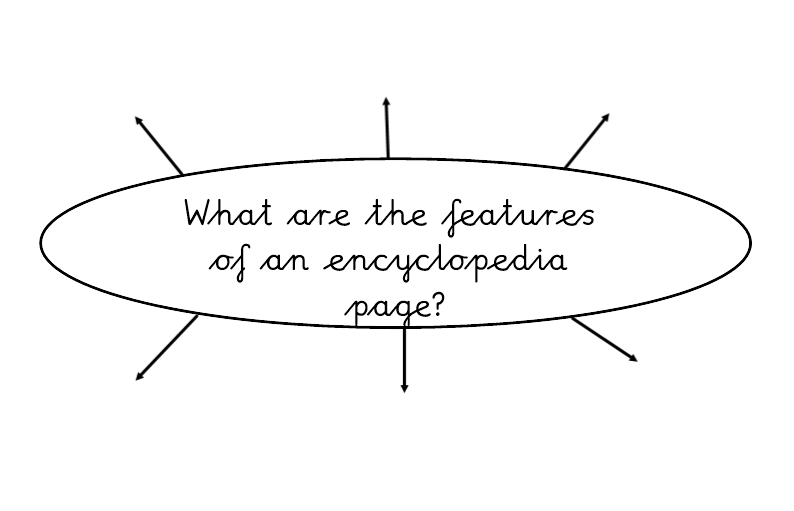 What are the features
of an encyclopedia
page?